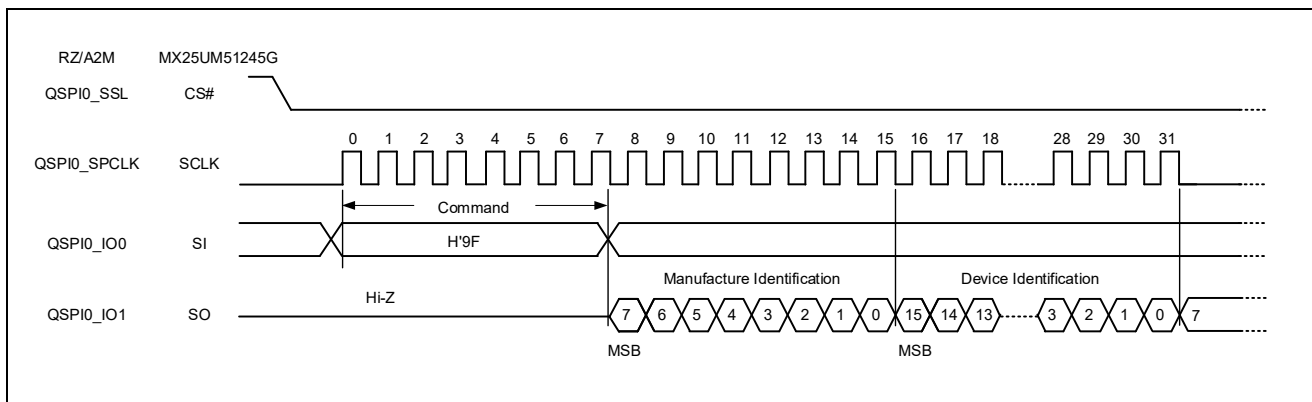 RZ/A2M MX25UM51245G
QSPI0_SSL CS#
0 1 2 3 4 5 6 7 8 9 10 11 12 13 14 15 16 17 18 28 29 30 31
QSPI0_SPCLK SCLK
Command
QSPI0_IO0 SI H'9F
Manufacture Identification Device Identification
Hi-Z
QSPI0_IO1 SO 7 6 5 4 3 2 1 0 15 14 13 3 2 1 0 7
MSB MSB